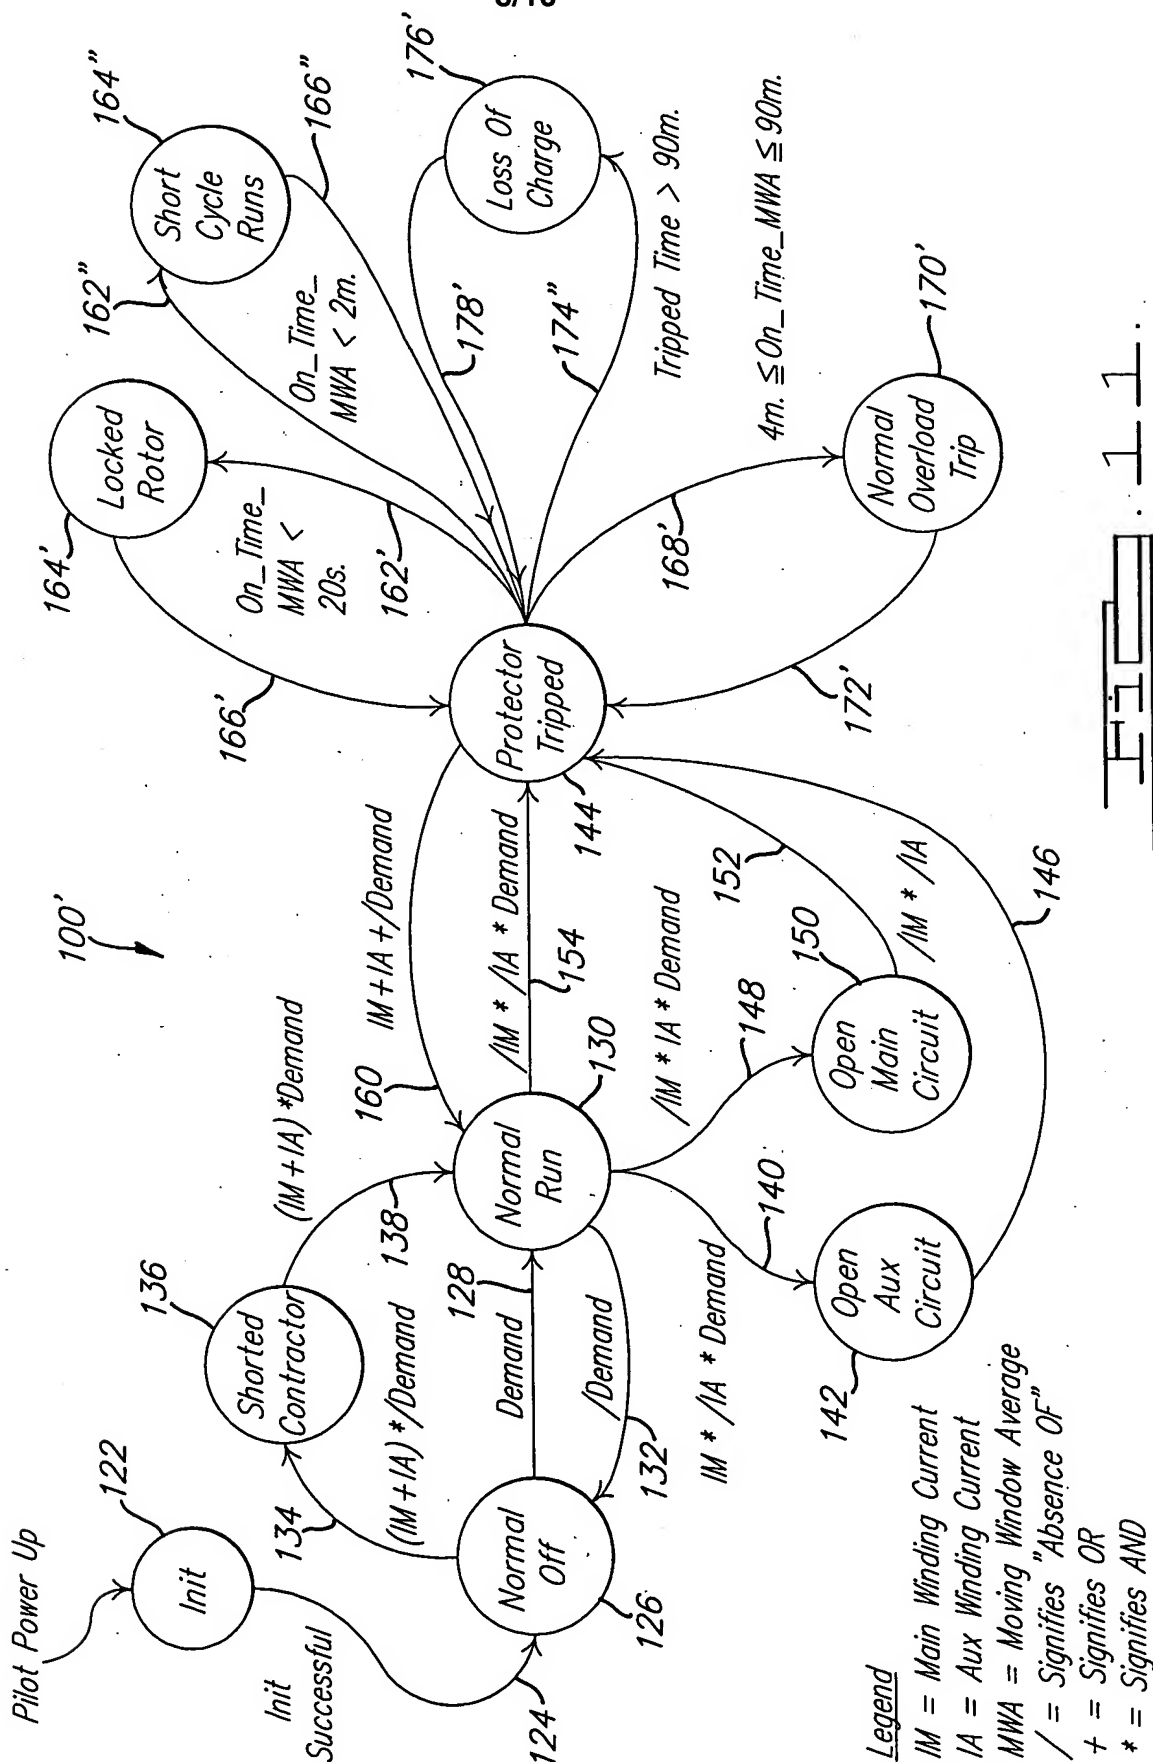 Pilot Power Up
122
Init
Init
Successful
124
Normal
Off
126
134
(IM + IA) */Demand
Shorted
Contractor
136
(IM + IA) *Demand
138
Demand
128
/Demand
132
Normal
Run
130
100'
IM + IA +/Demand
160
/IM * /IA * Demand
154
/IM * IA * Demand
148
IM * /IA * Demand
140
Open
Aux
Circuit
142
Open
Main
Circuit
150
152
/IM * /IA
146
Protector
Tripped
144
166'
Locked
Rotor
164'
On_Time_
MWA <
20s.
162'
162"
Short
Cycle
Runs
164"
166"
On_Time_
MWA < 2m.
176'
Loss Of
Charge
178'
174"
Tripped Time > 90m.
4m. ≦On_Time_MWA ≦ 90m.
168'
Normal
Overload
Trip
170'
172'
Legend
IM = Main Winding Current
IA = Aux Winding Current
MWA = Moving Window Average
/ = Signifies "Absence OF"
+ = Signifies OR
* = Signifies AND
Fig. 11.